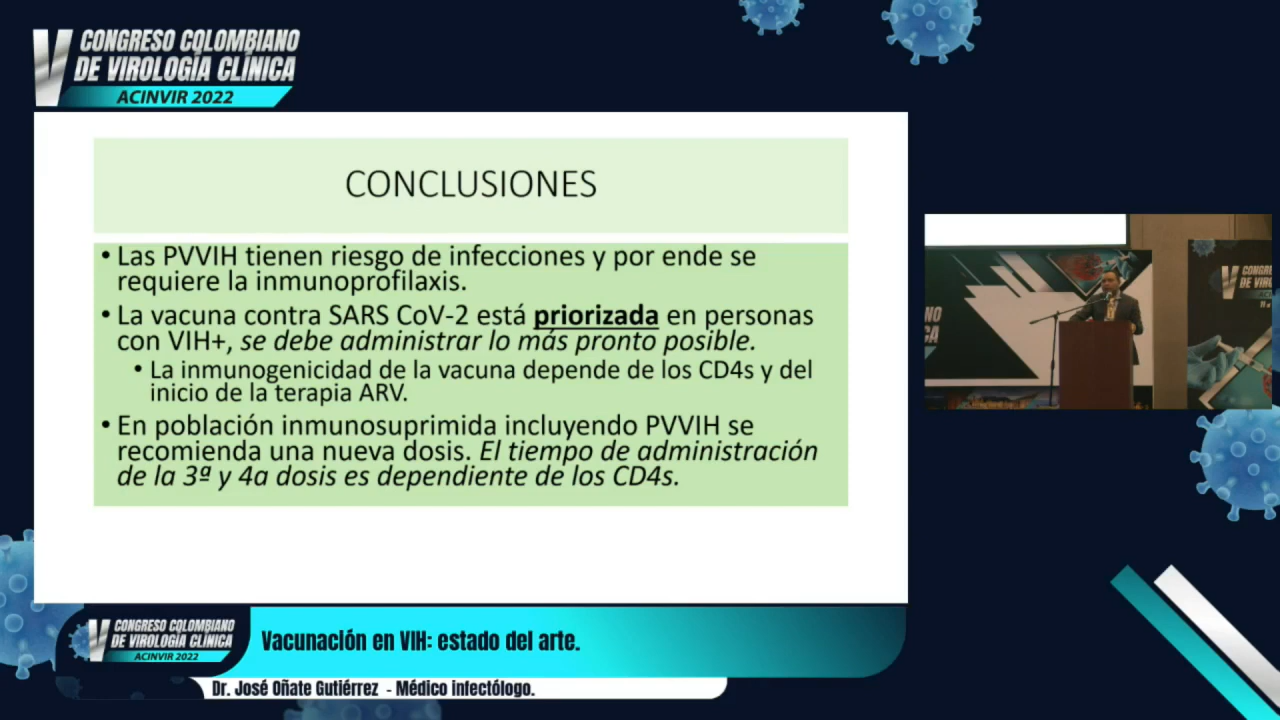 V CONGRESO COLOMBIANO
DE VIROLOGÍA CLÍNICA
ACINVIR 2022
CONCLUSIONES
• Las PVVIH tienen riesgo de infecciones y por ende se
requiere la inmunoprofilaxis.
• La vacuna contra SARS CoV-2 está priorizada en personas
con VIH+, se debe administrar lo más pronto posible.
• La inmunogenicidad de la vacuna depende de los CD4s y del
inicio de la terapia ARV.
• En población inmunosuprimida incluyendo PVVIH se
recomienda una nueva dosis. El tiempo de administración
de la 3ª y 4a dosis es dependiente de los CD4s.
V CONGRESO COLOMBIANO
DE VIROLOGÍA CLÍNICA
ACINVIR 2022
Vacunación en VIH: estado del arte.
Dr. José Oñate Gutiérrez - Médico infectólogo.